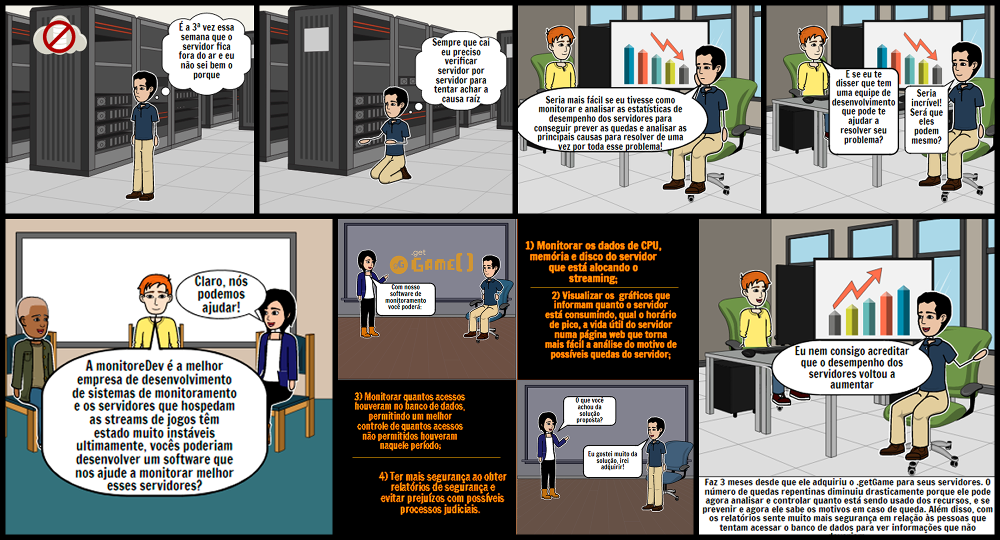 É a 3ª vez essa
semana que o
servidor fica
fora do ar e eu
não sei bem o
porque
Sempre que cai
eu preciso
verificar
servidor por
servidor para
tentar achar a
causa raíz
Seria mais fácil se eu tivesse como
monitorar e analisar as estatísticas de
desempenho dos servidores para
conseguir prever as quedas e analisar as
principais causas para resolver de uma
vez por toda esse problema!
E se eu te
disser que tem
uma equipe de
desenvolvimento
que pode te
ajudar a
resolver seu
problema?
Seria
incrível!
Será que
eles
podem
mesmo?
A monitoreDev é a melhor
empresa de desenvolvimento
de sistemas de monitoramento
e os servidores que hospedam
as streams de jogos têm
estado muito instáveis
ultimamente, vocês poderiam
desenvolver um software que
nos ajude a monitorar melhor
esses servidores?
Claro, nós
podemos
ajudar!
.get
gG GAME()
Com nosso
software de
monitoramento
você poderá:
1) Monitorar os dados de CPU,
memória e disco do servidor
que está alocando o
streaming;
2) Visualizar os gráficos que
informam quanto o servidor
está consumindo, qual o horário
de pico, a vida útil do servidor
numa página web que torna
mais fácil a análise do motivo de
possíveis quedas do servidor;
3) Monitorar quantos acessos
houveram no banco de dados,
permitindo um melhor
controle de quantos acessos
não permitidos houveram
naquele período;
4) Ter mais segurança ao obter
relatórios de segurança e
evitar prejuízos com possíveis
processos judiciais.
O que você
achou da
solução
proposta?
Eu gostei muito da
solução, irei
adquirir!
Eu nem consigo acreditar
que o desempenho dos
servidores voltou a
aumentar
Faz 3 meses desde que ele adquiriu o .getGame para seus servidores. O
número de quedas repentinas diminuiu drasticamente porque ele pode
agora analisar e controlar quanto está sendo usado dos recursos, e se
prevenir e agora ele sabe os motivos em caso de queda. Além disso, com
os relatórios sente muito mais segurança em relação às pessoas que
tentam acessar o banco de dados para ver informações que não